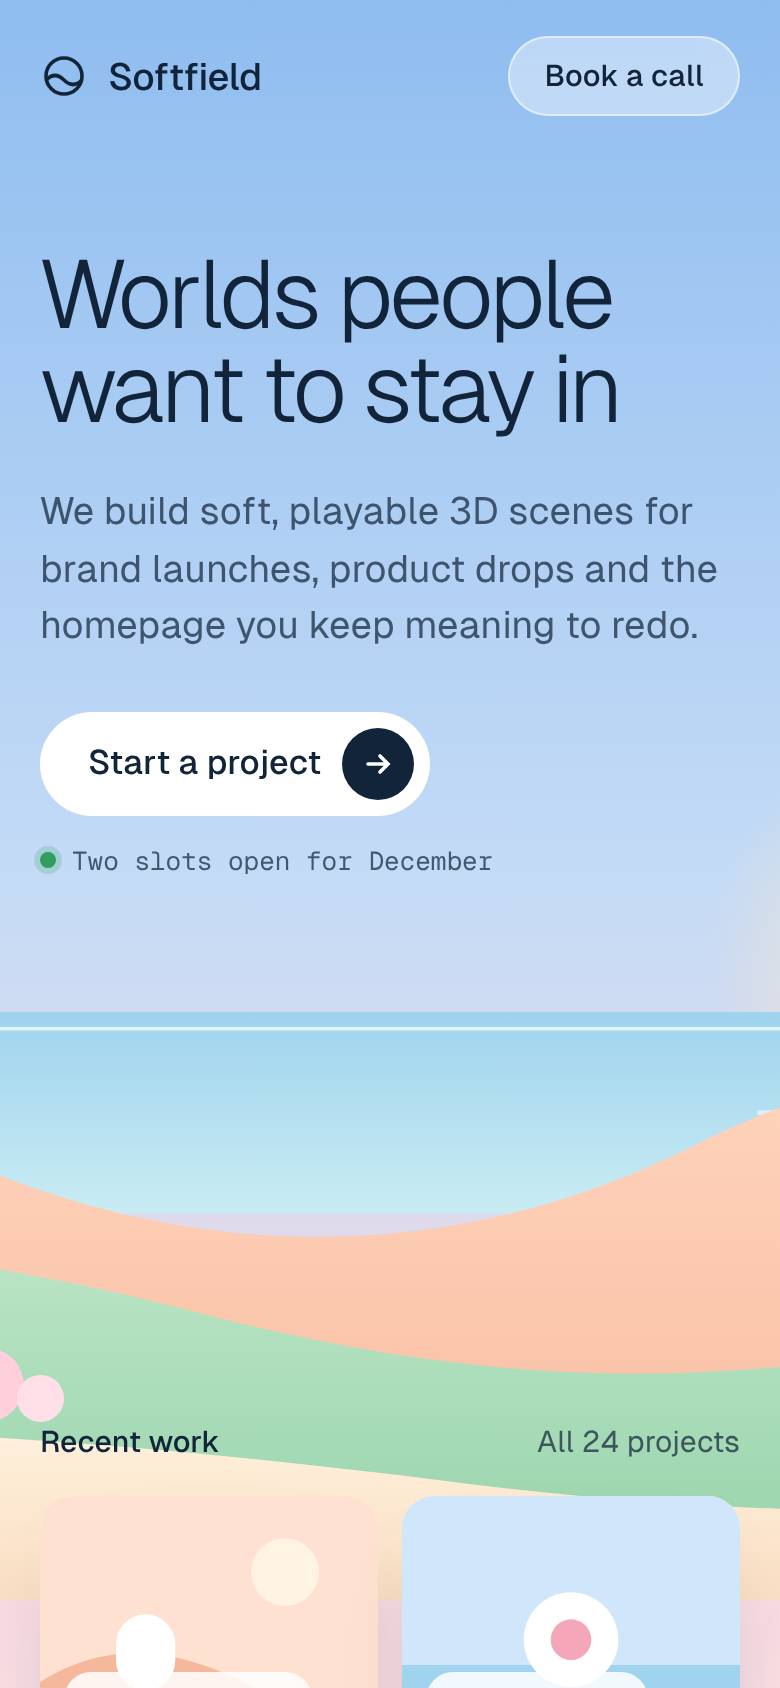 Softfield
Book a call
Worlds people
want to stay in
We build soft, playable 3D scenes for
brand launches, product drops and the
homepage you keep meaning to redo.
Start a project
Two slots open for December
Recent work
All 24 projects